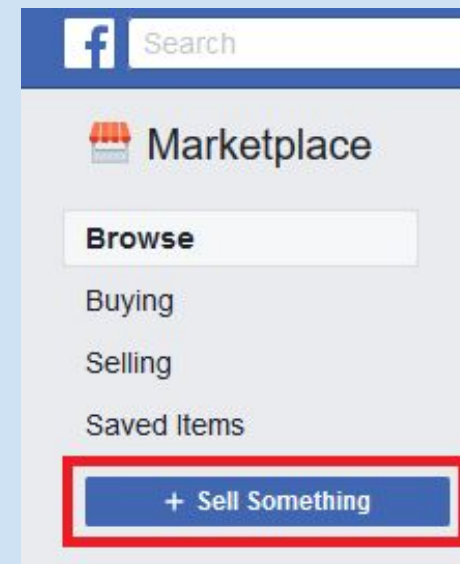 f
Search
Marketplace
Browse
Buying
Selling
Saved Items
+ Sell Something